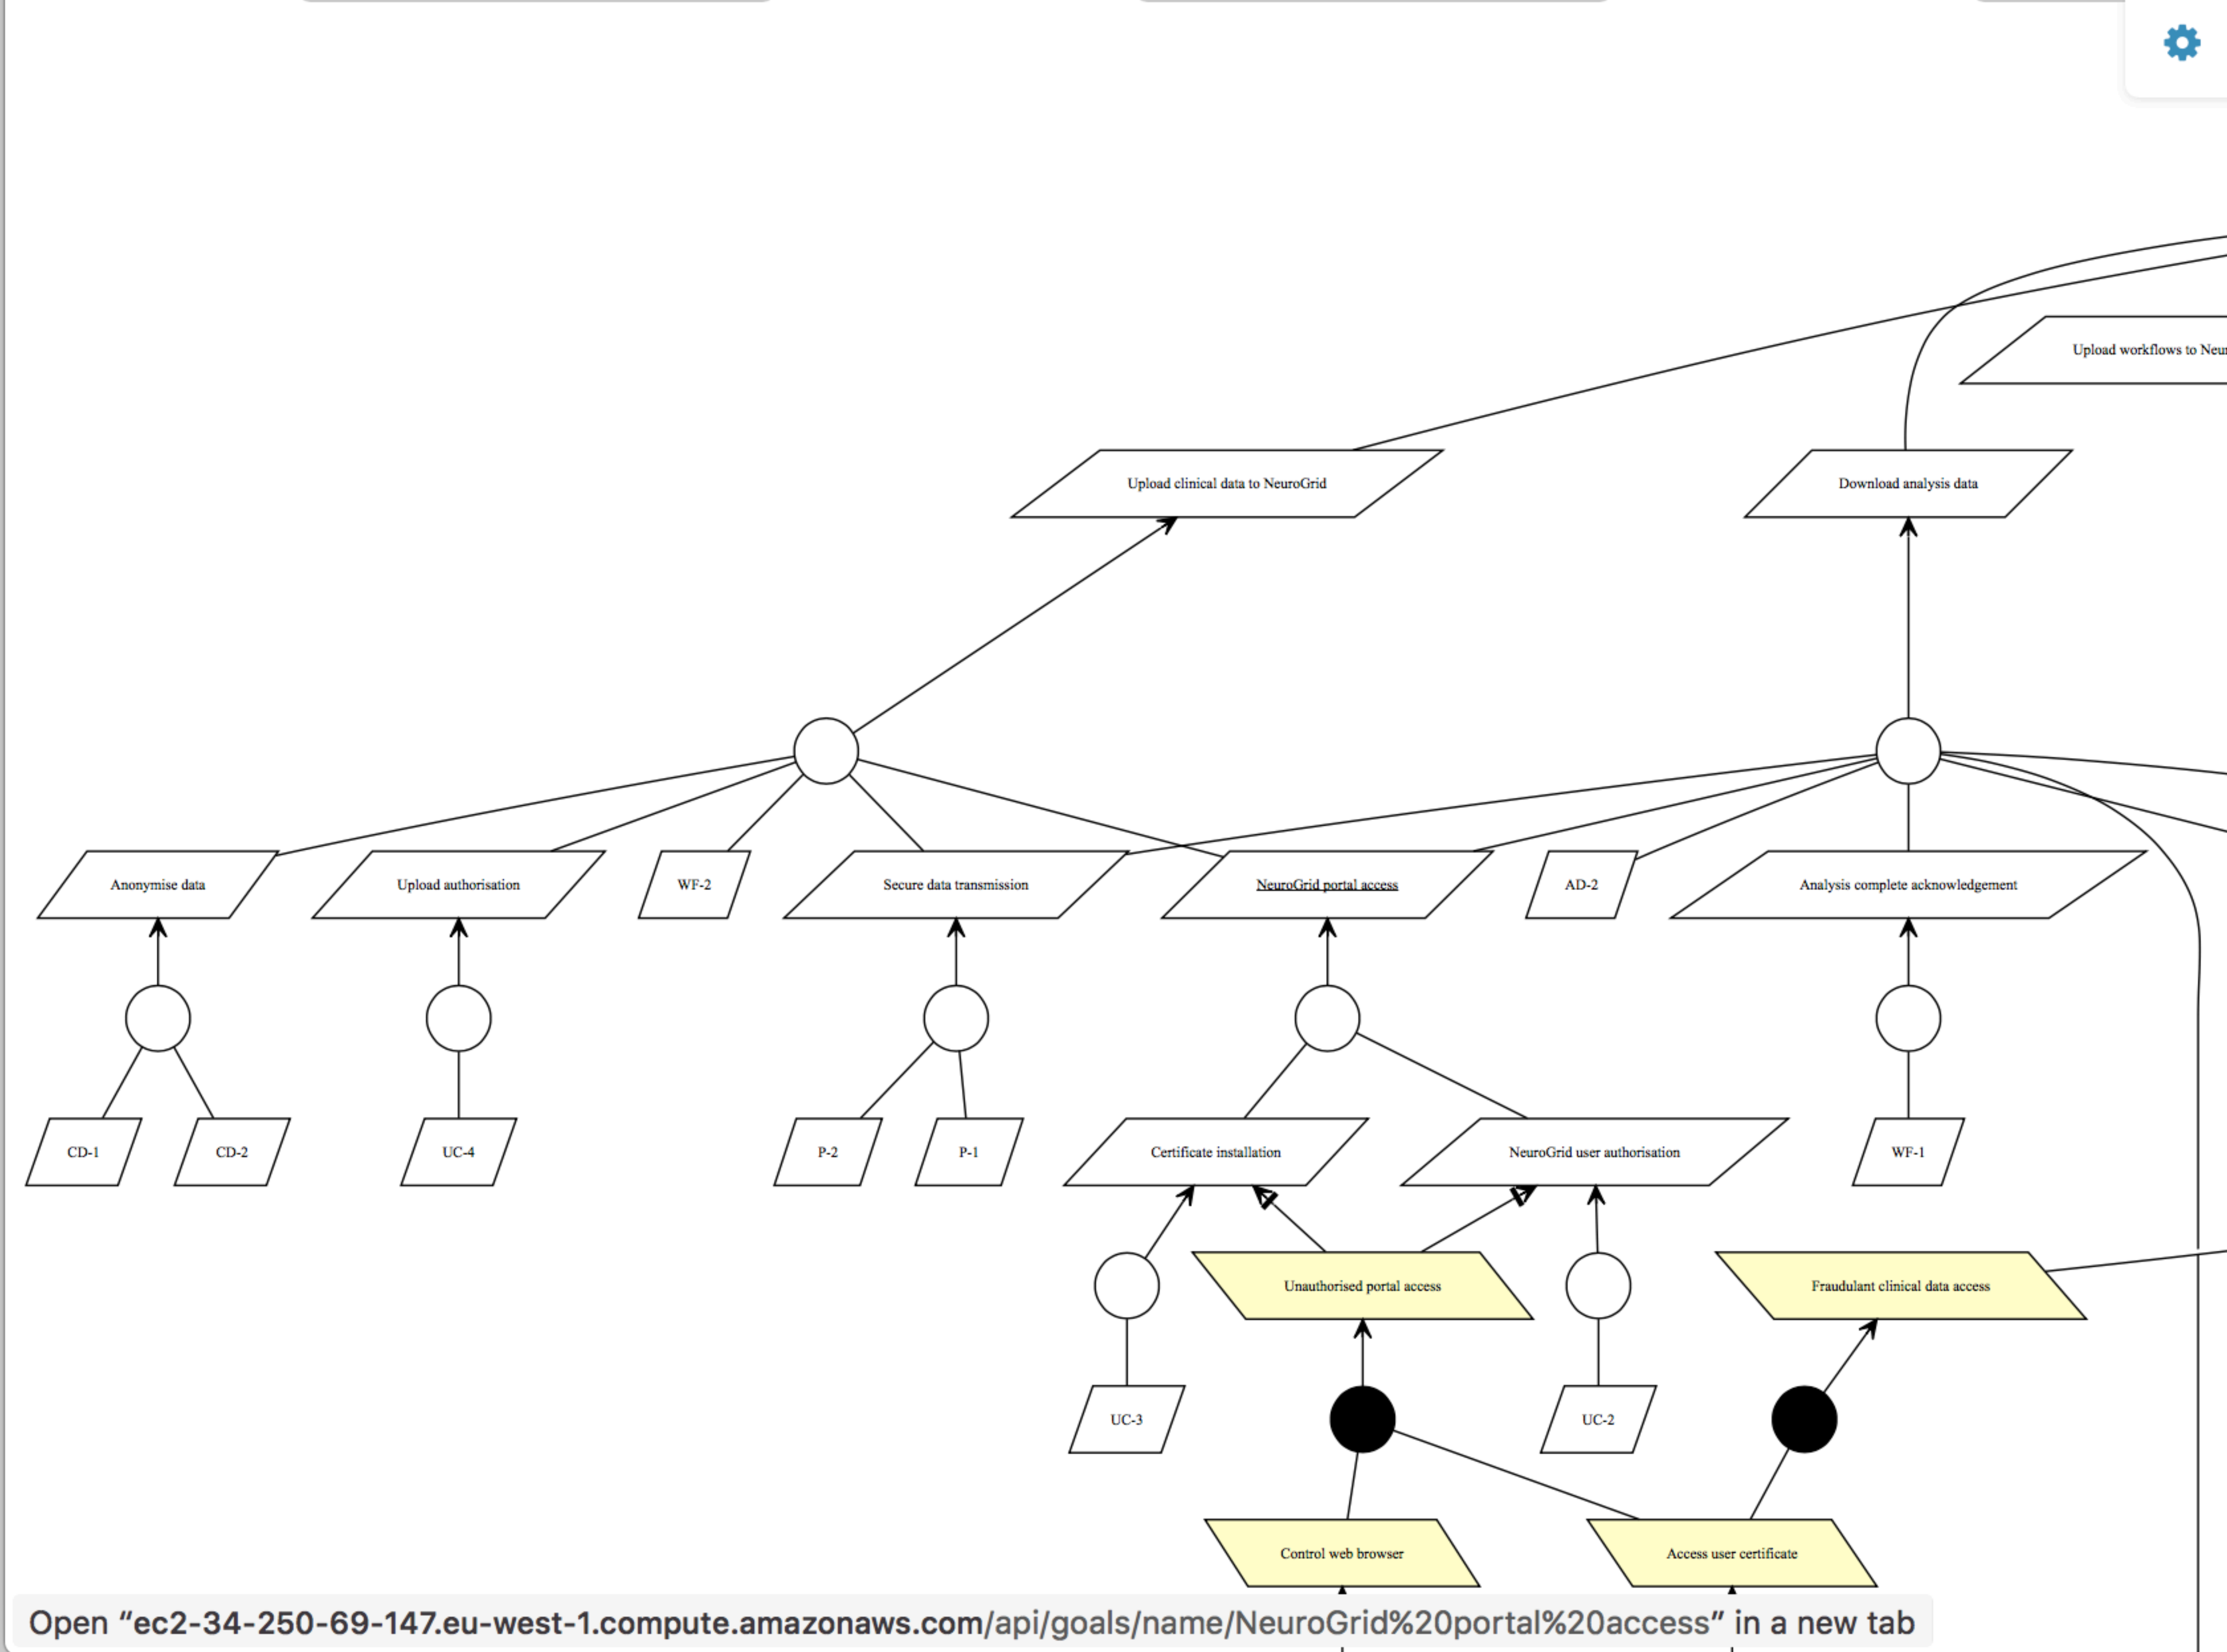 Upload workflows to Neu
Upload clinical data to NeuroGrid
Download analysis data
Anonymise data
Upload authorisation
WF-2
Secure data transmission
NeuroGrid portal access
AD-2
Analysis complete acknowledgement
CD-1
CD-2
UC-4
P-2
P-1
Certificate installation
NeuroGrid user authorisation
WF-1
Unauthorised portal access
Fraudulant clinical data access
UC-3
UC-2
Control web browser
Access user certificate
Open “ec2-34-250-69-147.eu-west-1.compute.amazonaws.com/api/goals/name/NeuroGrid%20portal%20access” in a new tab